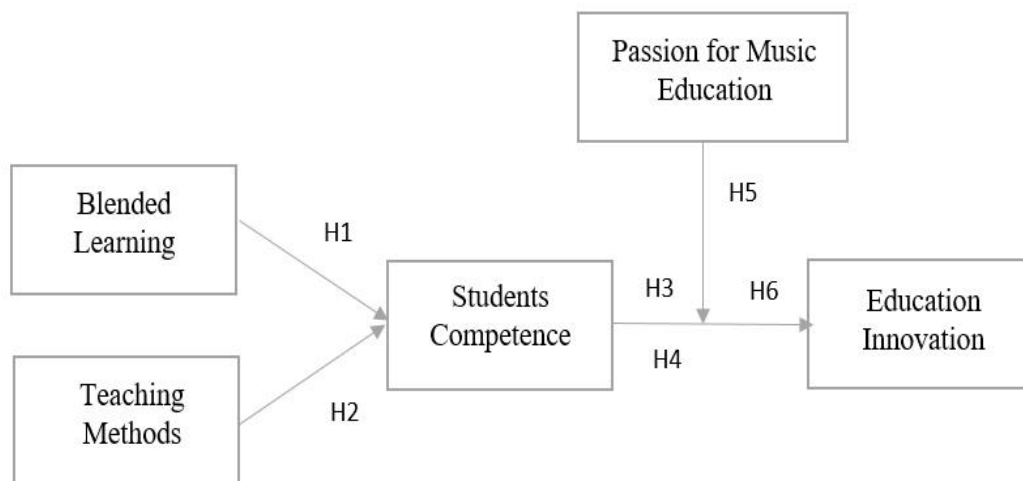 Passion for Music
Education
H5
Blended
Learning
H1
Students
Competence
H3
H6
Education
Innovation
H4
Teaching
Methods
H2